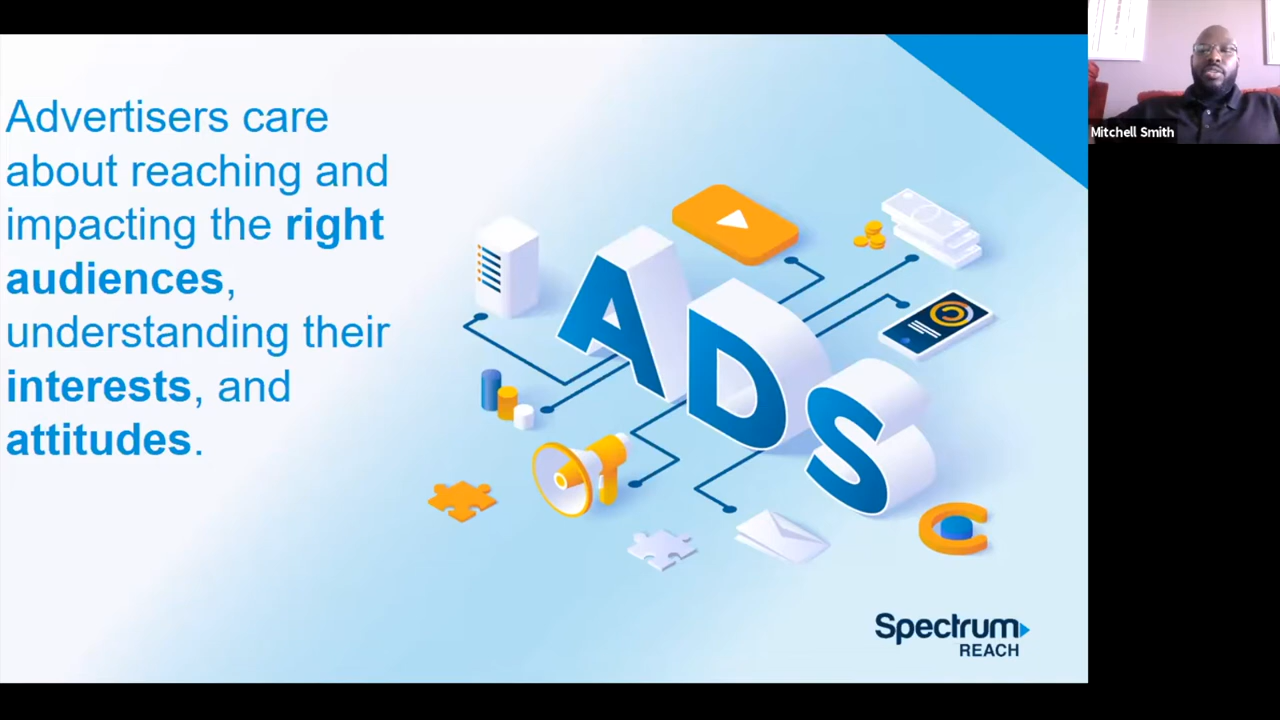 Advertisers care
about reaching and
impacting the right
audiences,
understanding their
interests, and
attitudes.
ADS
Spectrum
REACH
Mitchell Smith